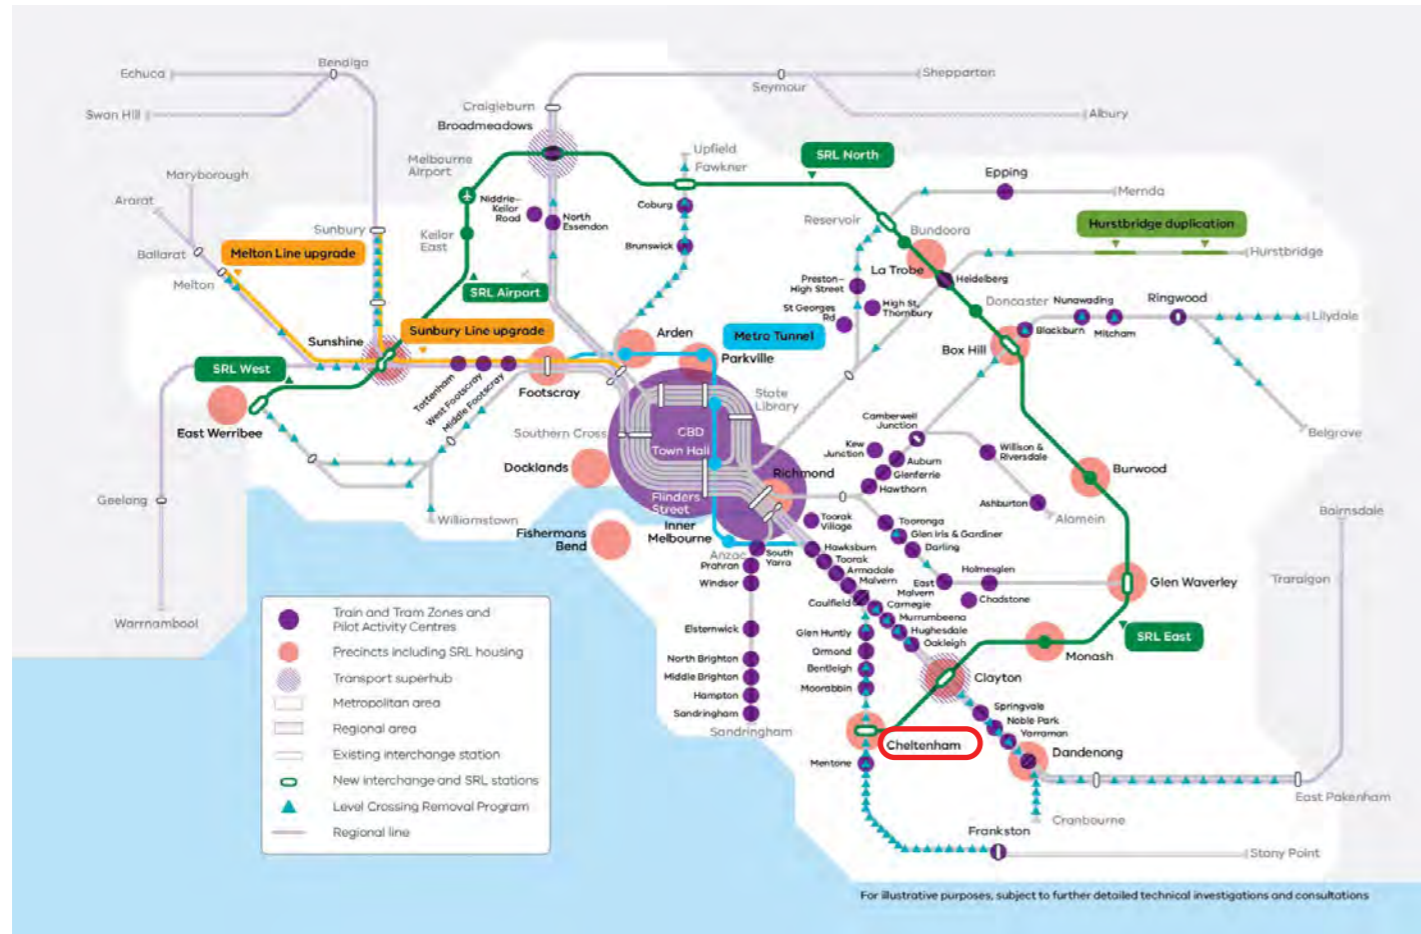 Bendigo
Echuca
Seymour
Shepparton
Swan Hill
Craigieburn
Albury
Broadmeadows
Upfield
Fawkner
SRL North
Melbourne
Airport
Epping
Mernda
Maryborough
Ararat
Niddrie-
Keilor
Road
North
Essendon
Coburg
Reservoir
Bundoora
Hurstbridge duplication
Sunbury
Keilor
East
Brunswick
Hurstbridge
Ballarat
Melton Line upgrade
La Trobe
Heidelberg
Melton
SRL Airport
Preston-
High Street
St Georges
Rd
High St,
Thornbury
Doncaster
Nunawading
Ringwood
Blackburn
Mitcham
Lilydale
Sunshine
Sunbury Line upgrade
Arden
Metro Tunnel
Parkville
Box Hill
SRL West
Tottenham
West Footscray
Middle Footscray
Footscray
State
Library
East Werribee
Southern Cross
CBD
Town Hall
Camberwell
Junction
Kew
Junction
Auburn
Glenferrie
Hawthorn
Willison &
Riversdale
Belgrave
Docklands
Richmond
Burwood
Geelong
Williamstown
Flinders
Street
Ashburton
Alamein
Bairnsdale
Fishermans
Bend
Inner
Melbourne
Toorak
Village
Tooronga
Glen Iris & Gardiner
Darling
Anzac
South
Yarra
Hawksburn
Toorak
Armadale
Malvern
Prahran
Windsor
East
Malvern
Holmesglen
Chadstone
Glen Waverley
Traralgon
Warrnambool
Caulfield
Carnegie
Murrumbeena
Hughesdale
Oakleigh
Elsternwick
Glen Huntly
Ormond
Bentleigh
Moorabbin
SRL East
Monash
North Brighton
Middle Brighton
Hampton
Sandringham
Sandringham
Clayton
Springvale
Noble Park
Yarraman
Cheltenham
Dandenong
Mentone
East Pakenham
Cranbourne
Frankston
Stony Point
Train and Tram Zones and
Pilot Activity Centres
Precincts including SRL housing
Transport superhub
Metropolitan area
Regional area
Existing interchange station
New interchange and SRL stations
Level Crossing Removal Program
Regional line
For illustrative purposes, subject to further detailed technical investigations and consultations